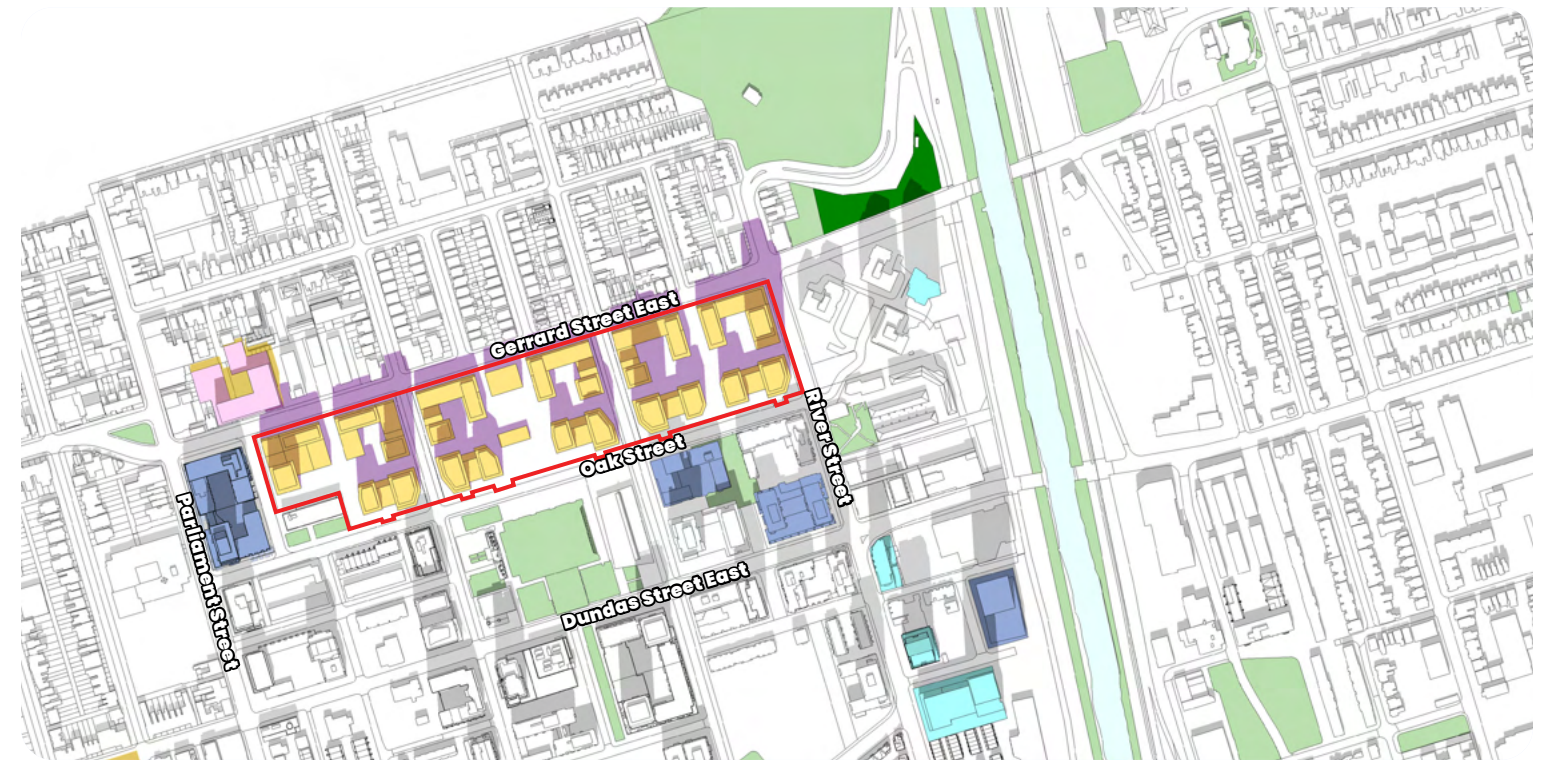 Gerrard Street East
Oak Street
River Street
Parliament Street
Dundas Street East